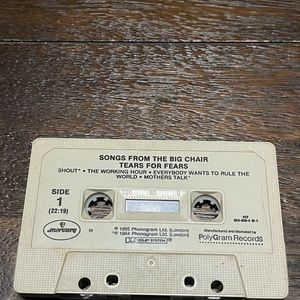 SONGS FROM THE BIG CHAIR
TEARS FOR FEARS
SHOUT* • THE WORKING HOUR • EVERYBODY WANTS TO RULE THE
WORLD • MOTHERS TALK*
SIDE
1
(22:19)
mercury
℗ 1985 Phonogram Ltd. (London)
*℗ 1984 Phonogram Ltd. (London)
DOLBY SYSTEM
422
Manufactured and Marketed by
PolyGram Records